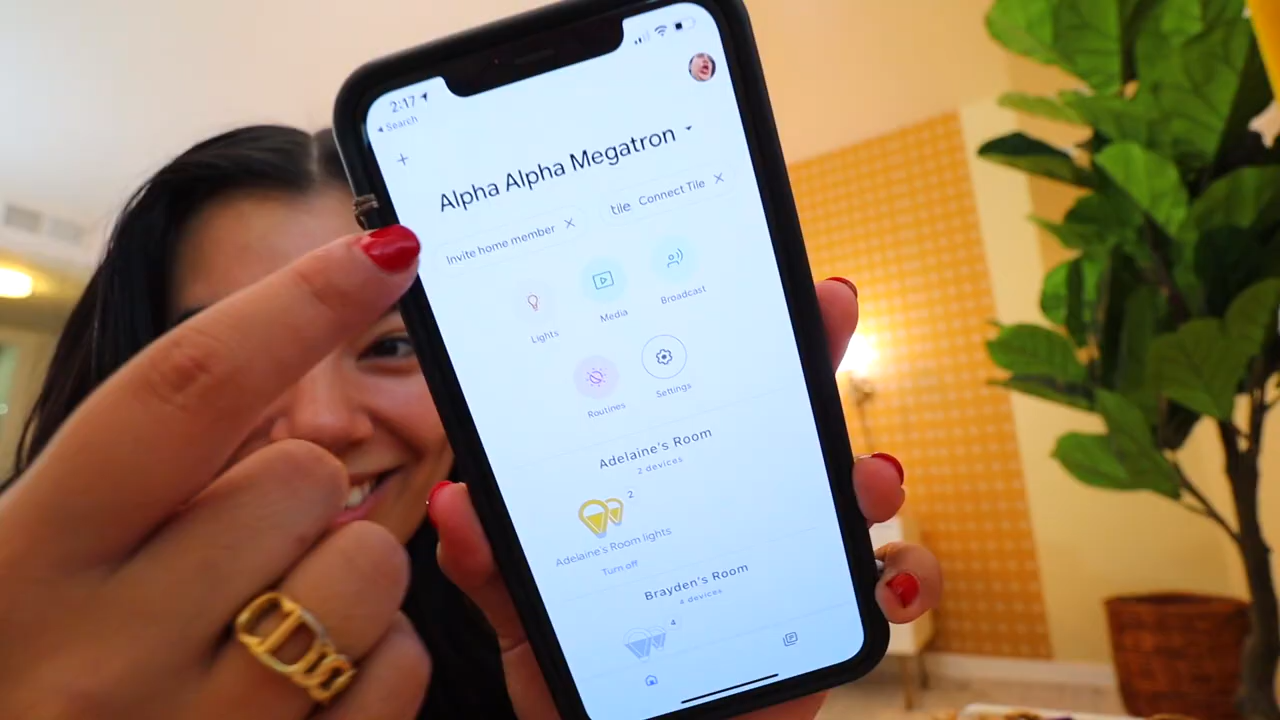 2:17
Search
Alpha Alpha Megatron
Invite home member
tile Connect Tile
Lights
Media
Broadcast
Routines
Settings
Adelaine's Room
2 devices
2
Adelaine's Room lights
Turn off
Brayden's Room
4 devices
4